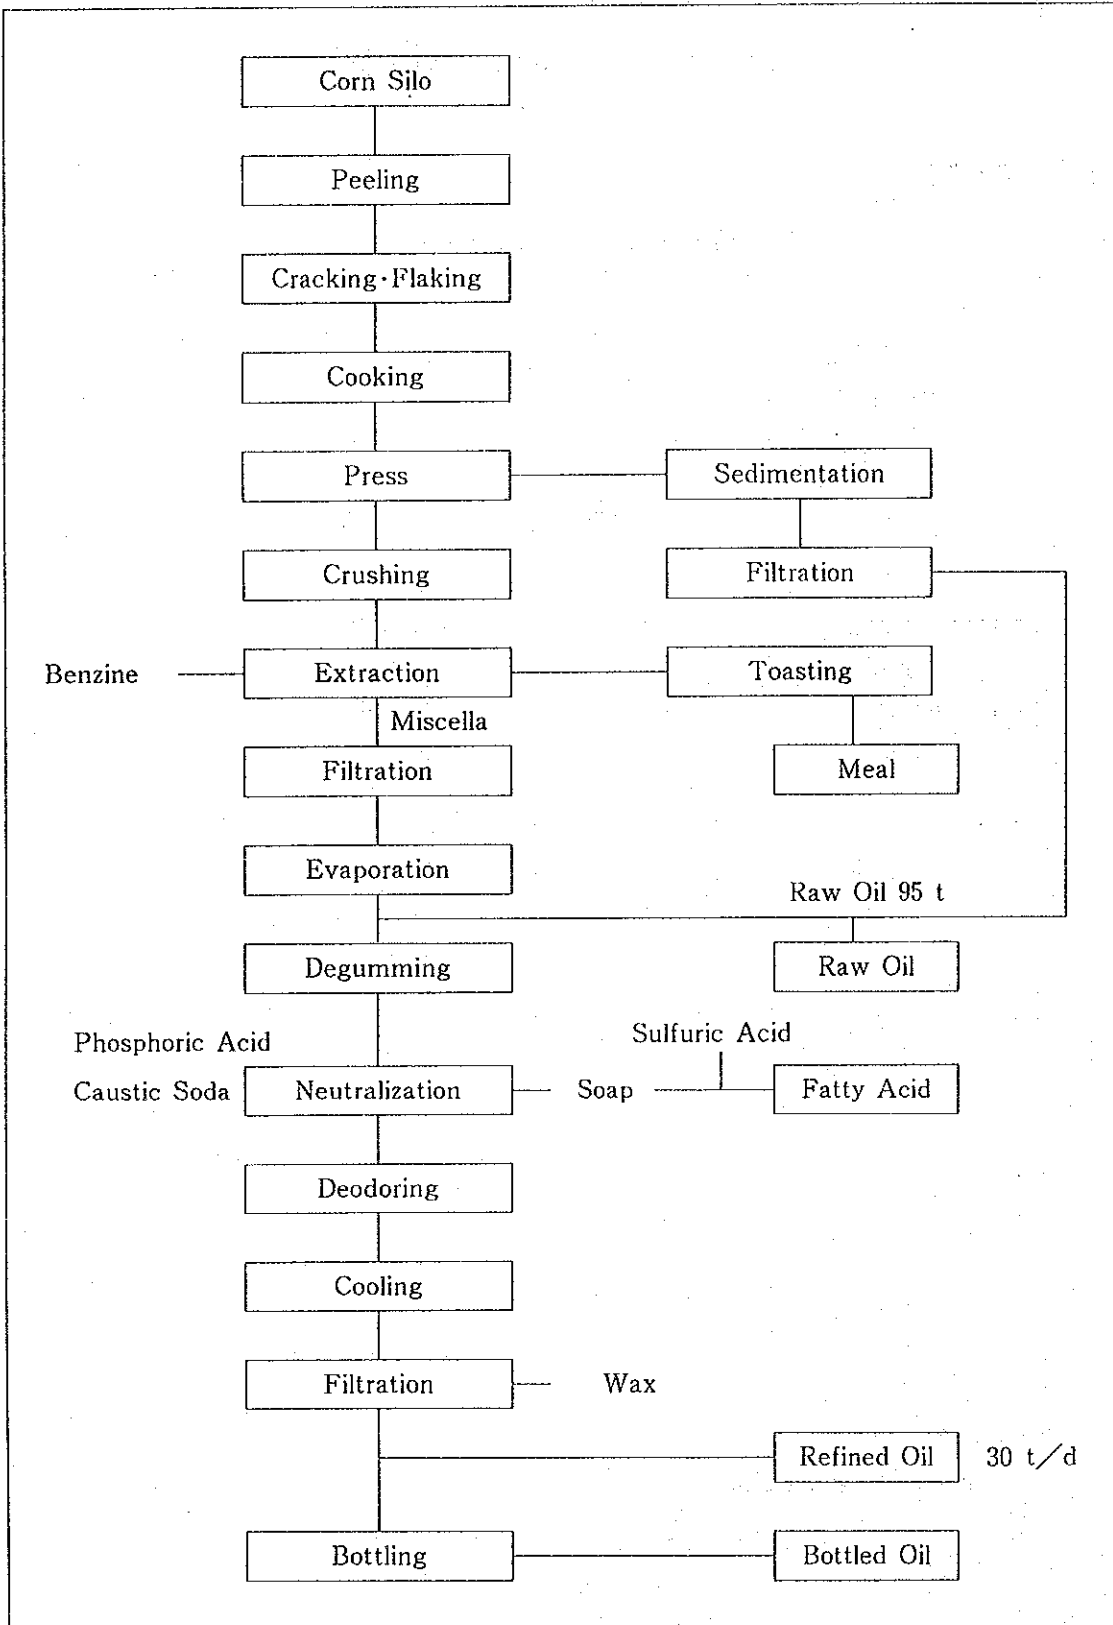 Corn Silo
Peeling
Cracking·Flaking
Cooking
Press
Sedimentation
Crushing
Filtration
Benzine
Extraction
Toasting
Miscella
Filtration
Meal
Evaporation
Raw Oil 95 t
Degumming
Raw Oil
Phosphoric Acid
Sulfuric Acid
Caustic Soda
Neutralization
Soap
Fatty Acid
Deodoring
Cooling
Filtration
Wax
Refined Oil
30 t/d
Bottling
Bottled Oil